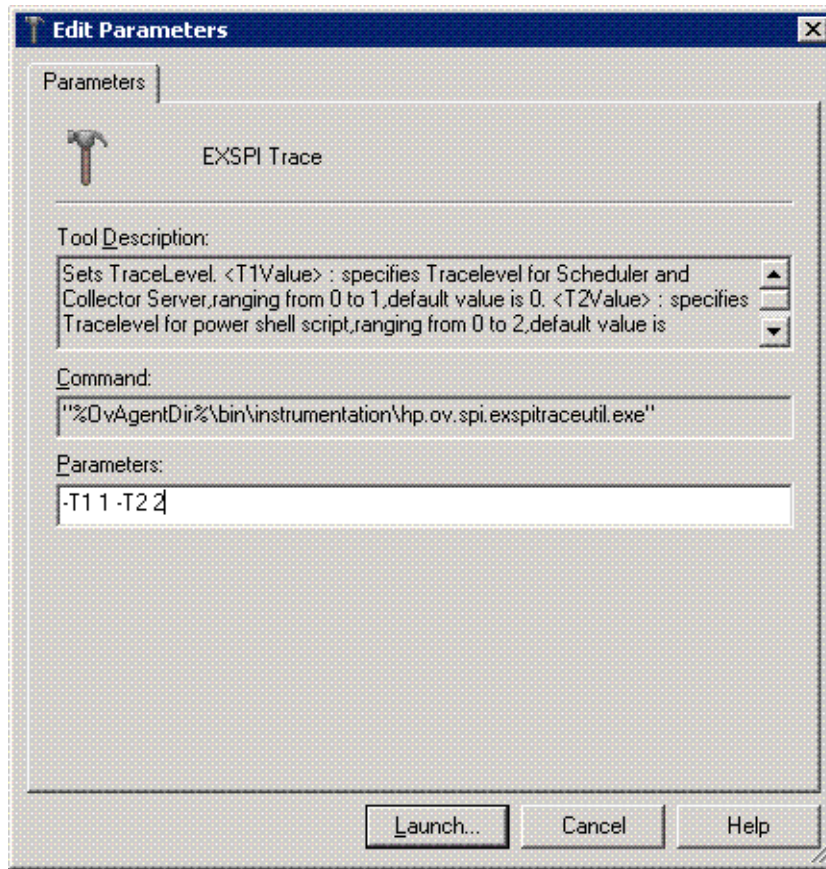 Edit Parameters
Parameters
EXSPI Trace
Tool Description:
Sets TraceLevel. <T1Value> : specifies Tracelevel for Scheduler and
Collector Server,ranging from 0 to 1,default value is 0. <T2Value> : specifies
Tracelevel for power shell script,ranging from 0 to 2,default value is
Command:
"%OvAgentDir%\bin\instrumentation\hp.ov.spi.exspitraceutil.exe"
Parameters:
-T1 1 -T2 2
Launch... Cancel Help